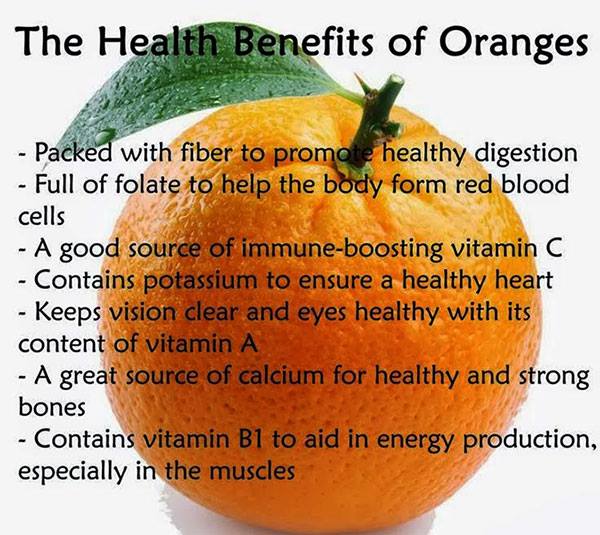 The Health Benefits of Oranges
- Packed with fiber to promote healthy digestion
- Full of folate to help the body form red blood
cells
- A good source of immune-boosting vitamin C
- Contains potassium to ensure a healthy heart
- Keeps vision clear and eyes healthy with its
content of vitamin A
- A great source of calcium for healthy and strong
bones
- Contains vitamin B1 to aid in energy production,
especially in the muscles